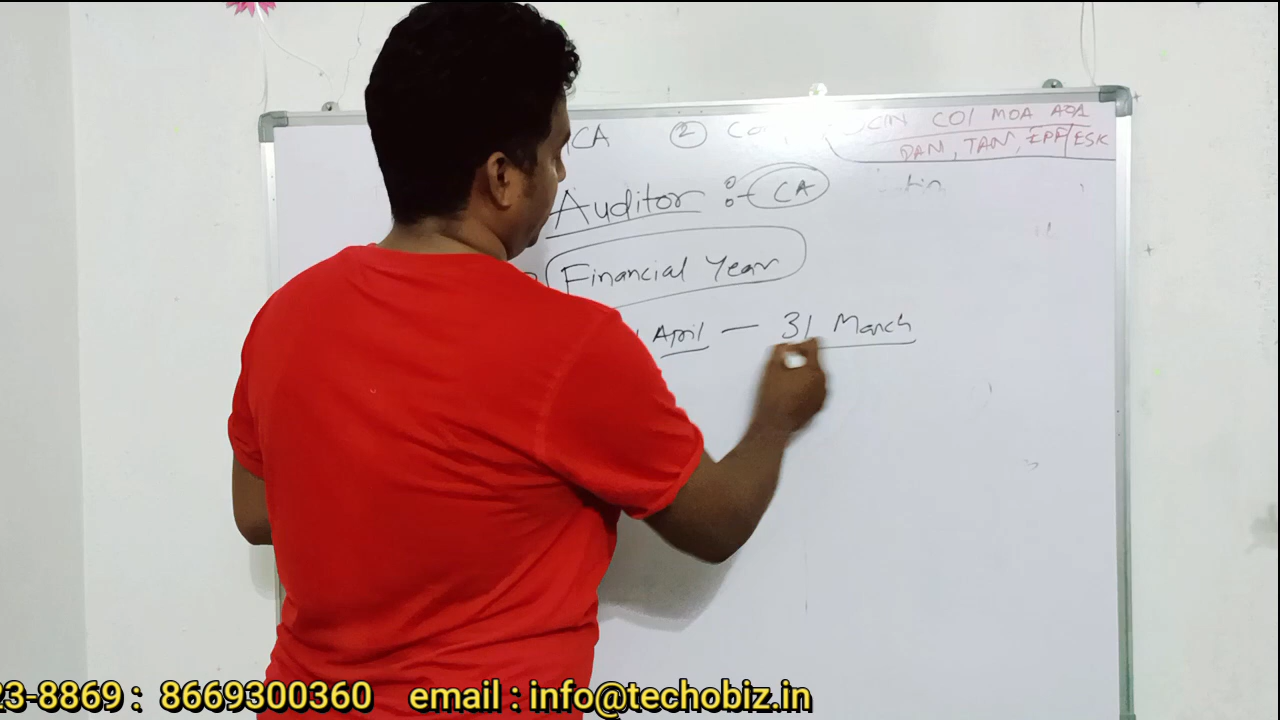 CA ② CIN COI MOA AOA
PAN, TAN, EPF/ESK
Auditor :- CA
Financial Year
April — 31 March
23-8869 : 8669300360 email : info@techobiz.in